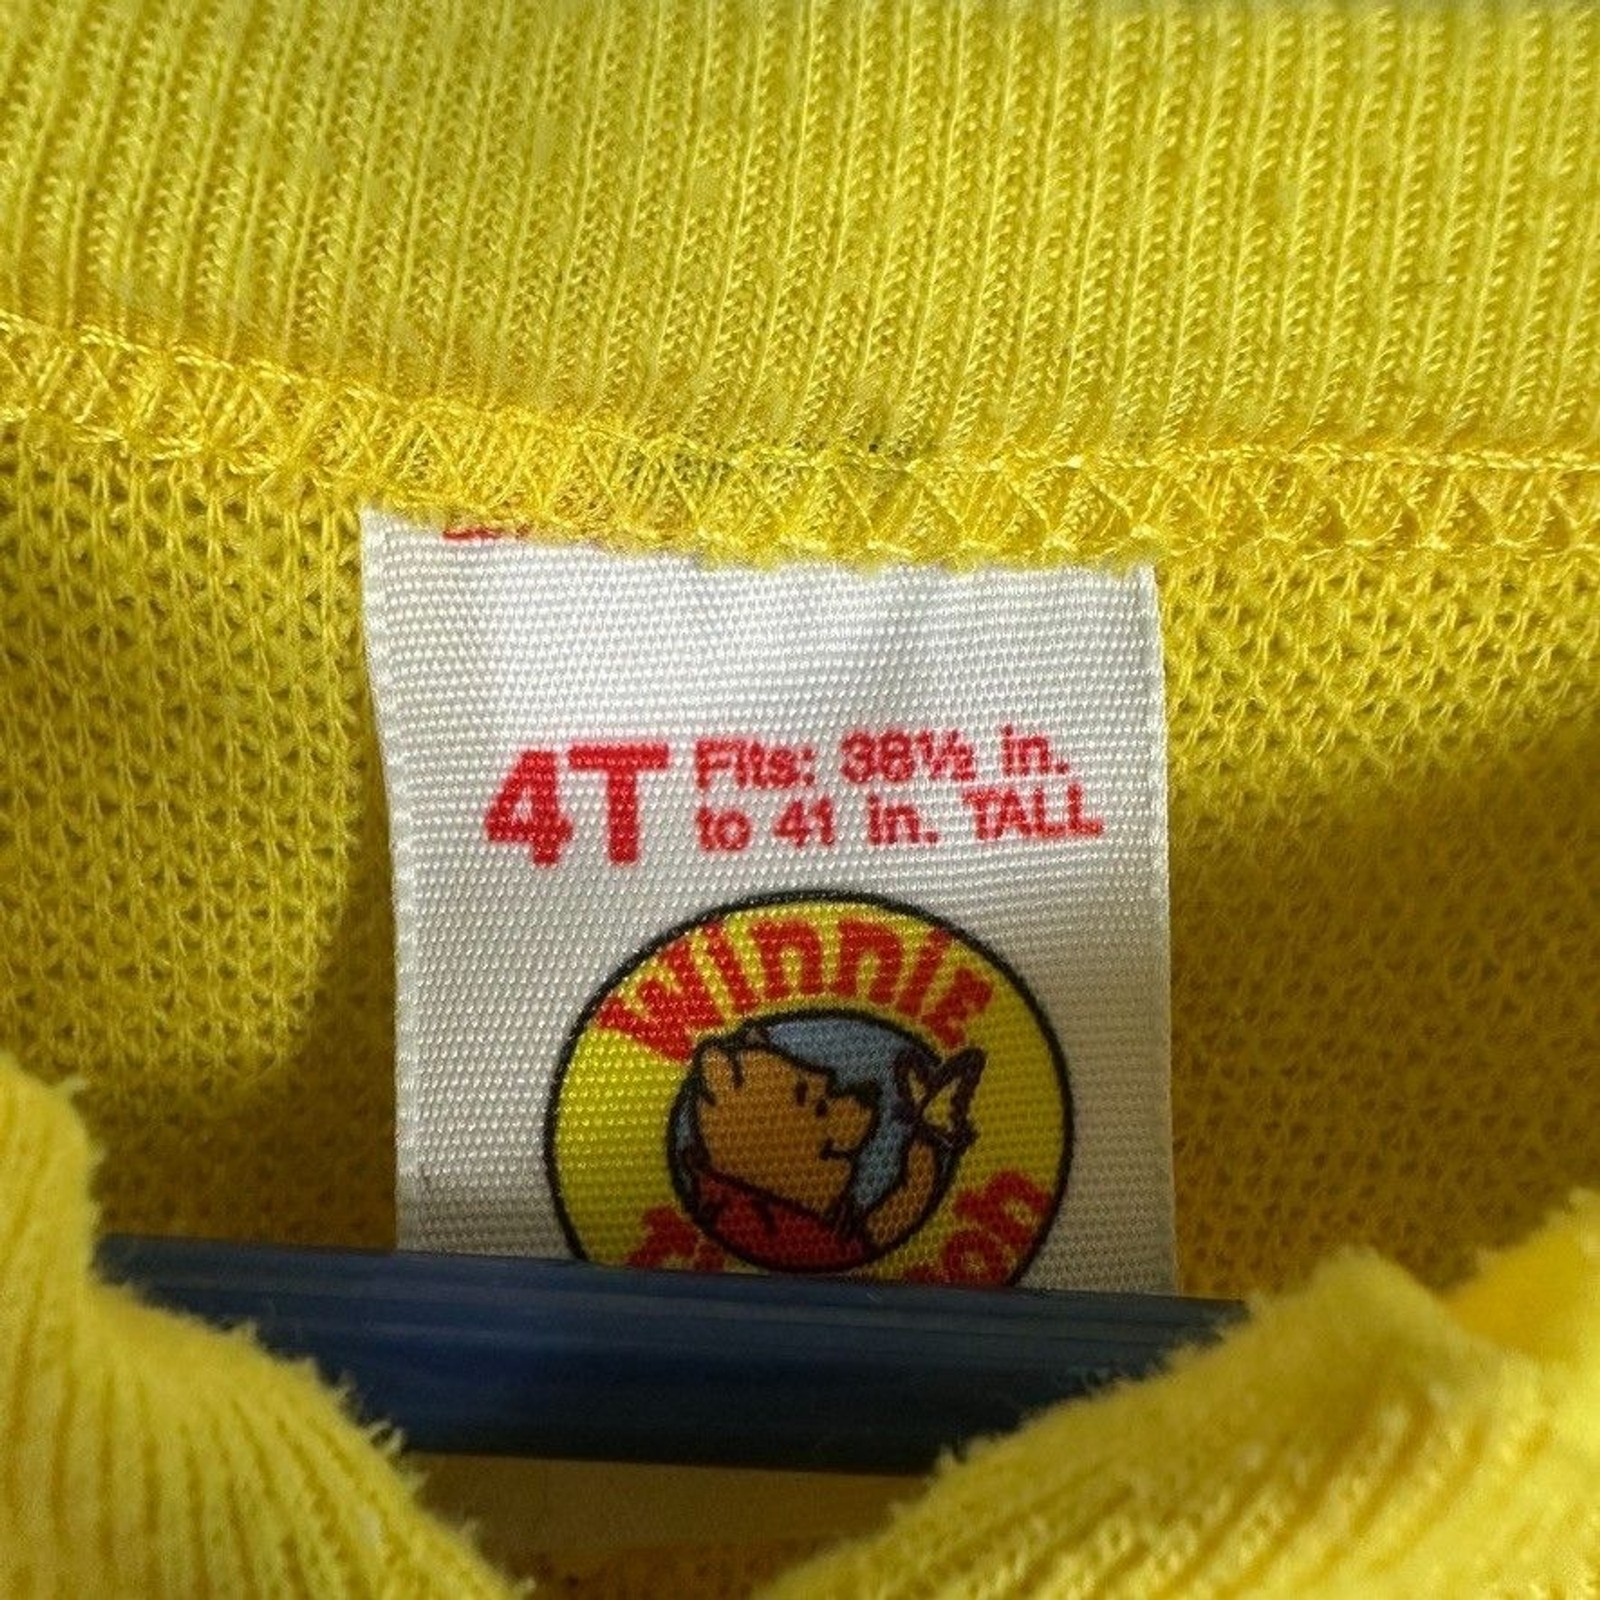 4T Fits: 38½ in.
to 41 in. TALL
Winnie